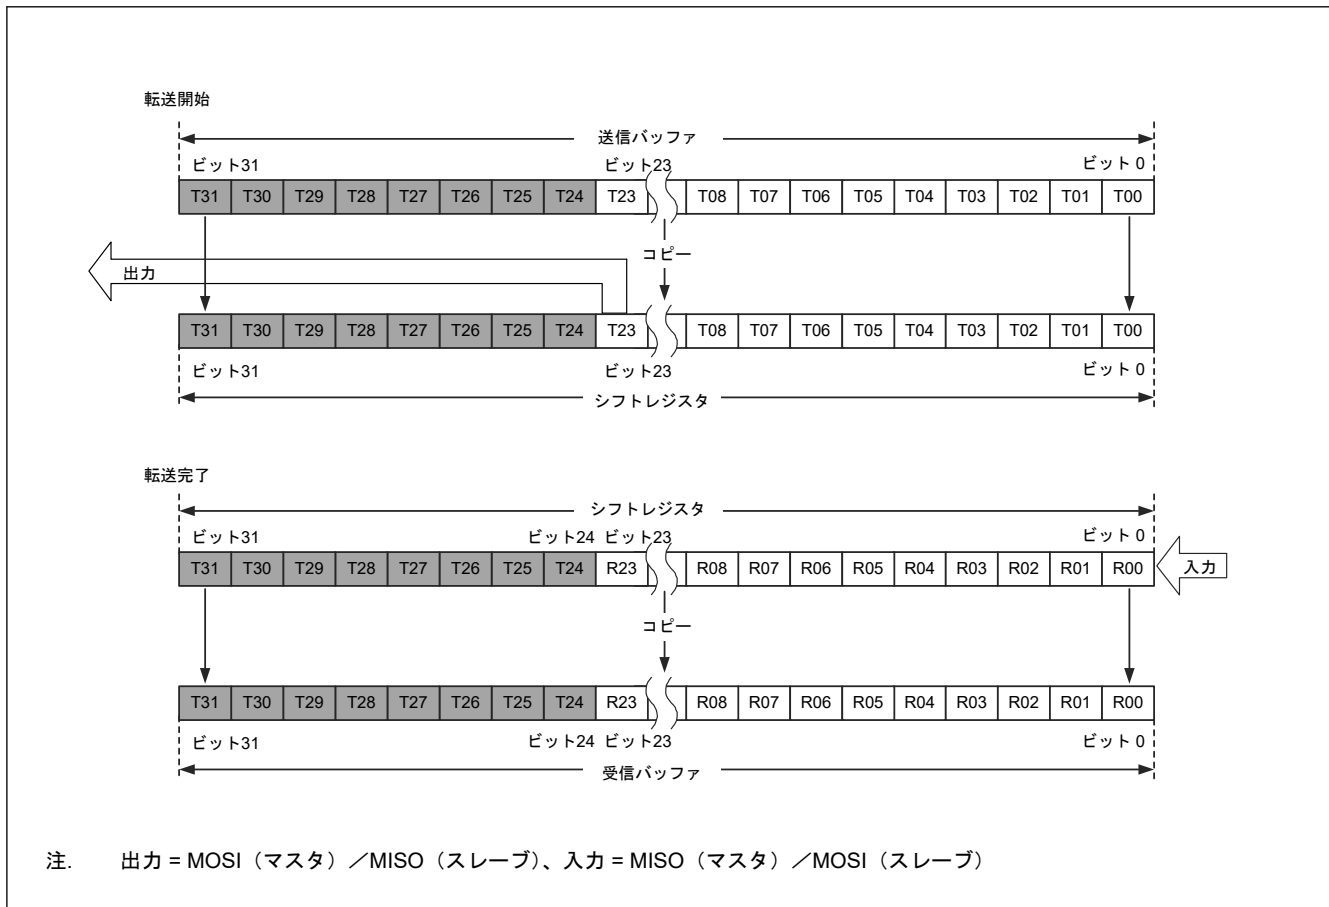 転送開始
送信バッファ
ビット31 ビット23 ビット 0
T31 T30 T29 T28 T27 T26 T25 T24 T23 T08 T07 T06 T05 T04 T03 T02 T01 T00
コピー
出力
T31 T30 T29 T28 T27 T26 T25 T24 T23 T08 T07 T06 T05 T04 T03 T02 T01 T00
ビット31 ビット23 ビット 0
シフトレジスタ
転送完了
シフトレジスタ
ビット31 ビット24 ビット23 ビット 0
T31 T30 T29 T28 T27 T26 T25 T24 R23 R08 R07 R06 R05 R04 R03 R02 R01 R00
入力
コピー
T31 T30 T29 T28 T27 T26 T25 T24 R23 R08 R07 R06 R05 R04 R03 R02 R01 R00
ビット31 ビット24 ビット23 ビット 0
受信バッファ
注. 出力 = MOSI（マスタ）／MISO（スレーブ）、入力 = MISO（マスタ）／MOSI（スレーブ）